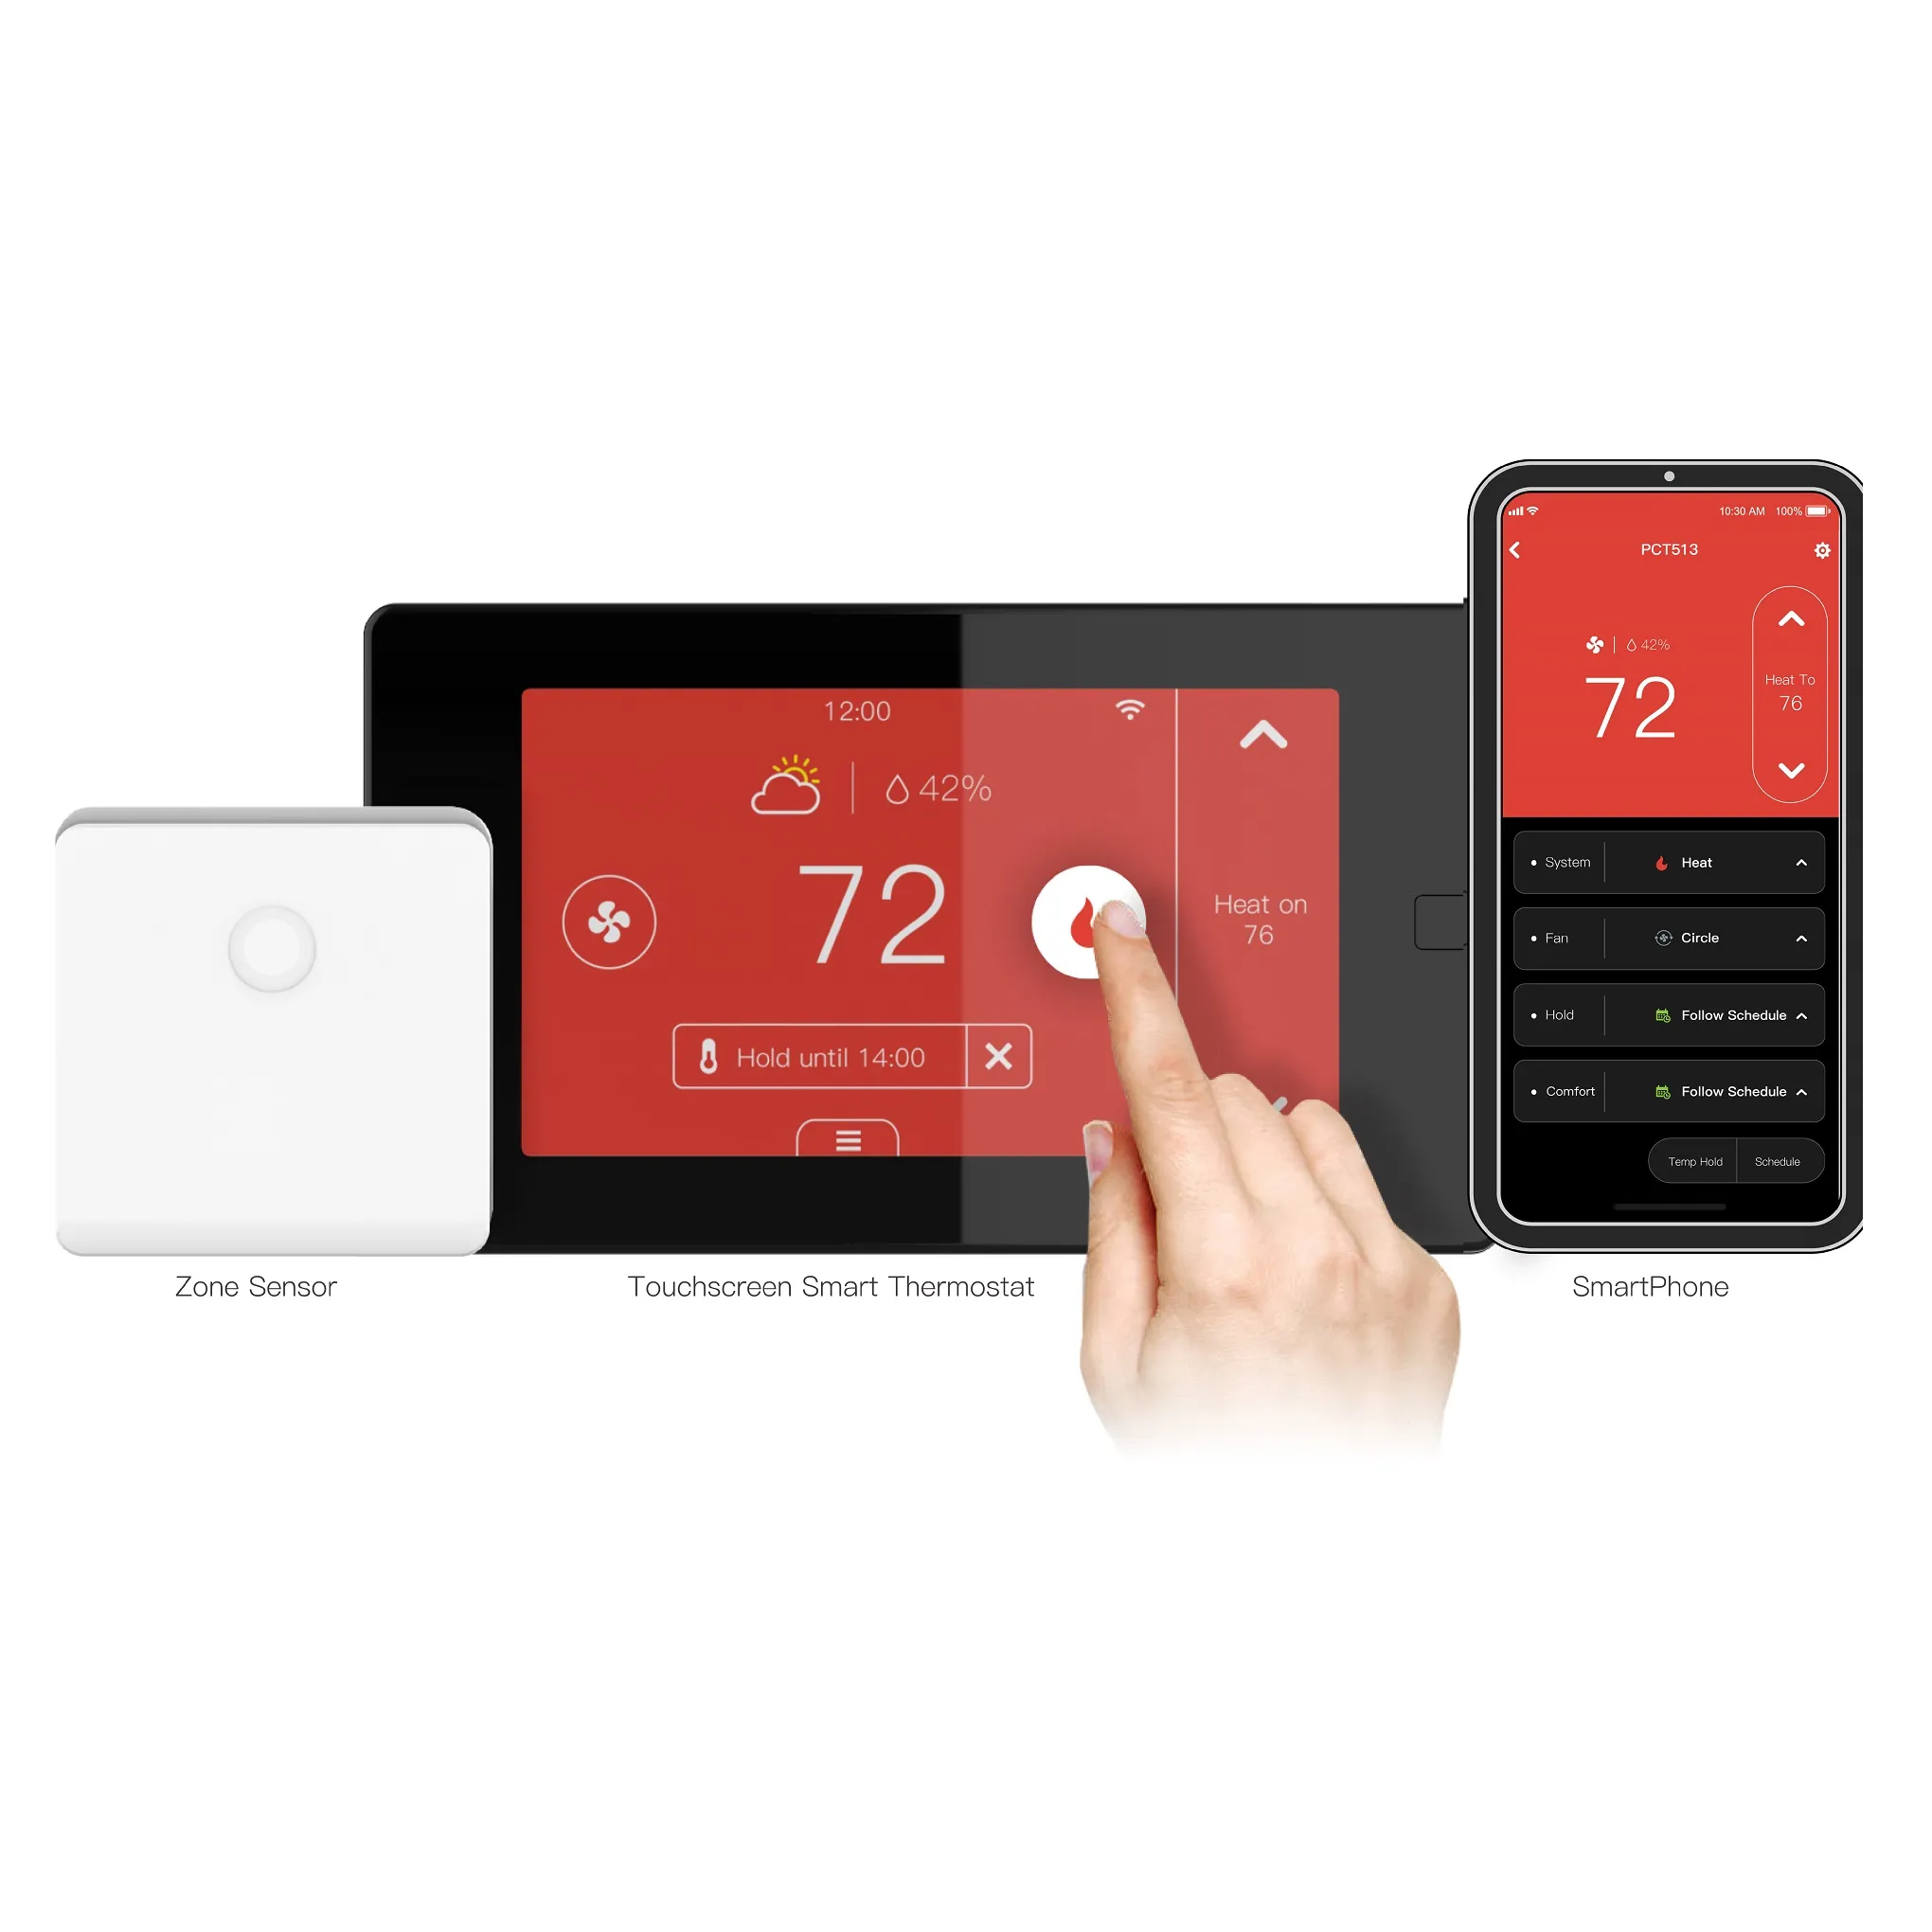 12:00
42%
72
Heat on
76
Hold until 14:00
10:30 AM 100%
PCT513
42%
72
Heat To
76
System Heat
Fan Circle
Hold Follow Schedule
Comfort Follow Schedule
Temp Hold Schedule
Zone Sensor
Touchscreen Smart Thermostat
SmartPhone